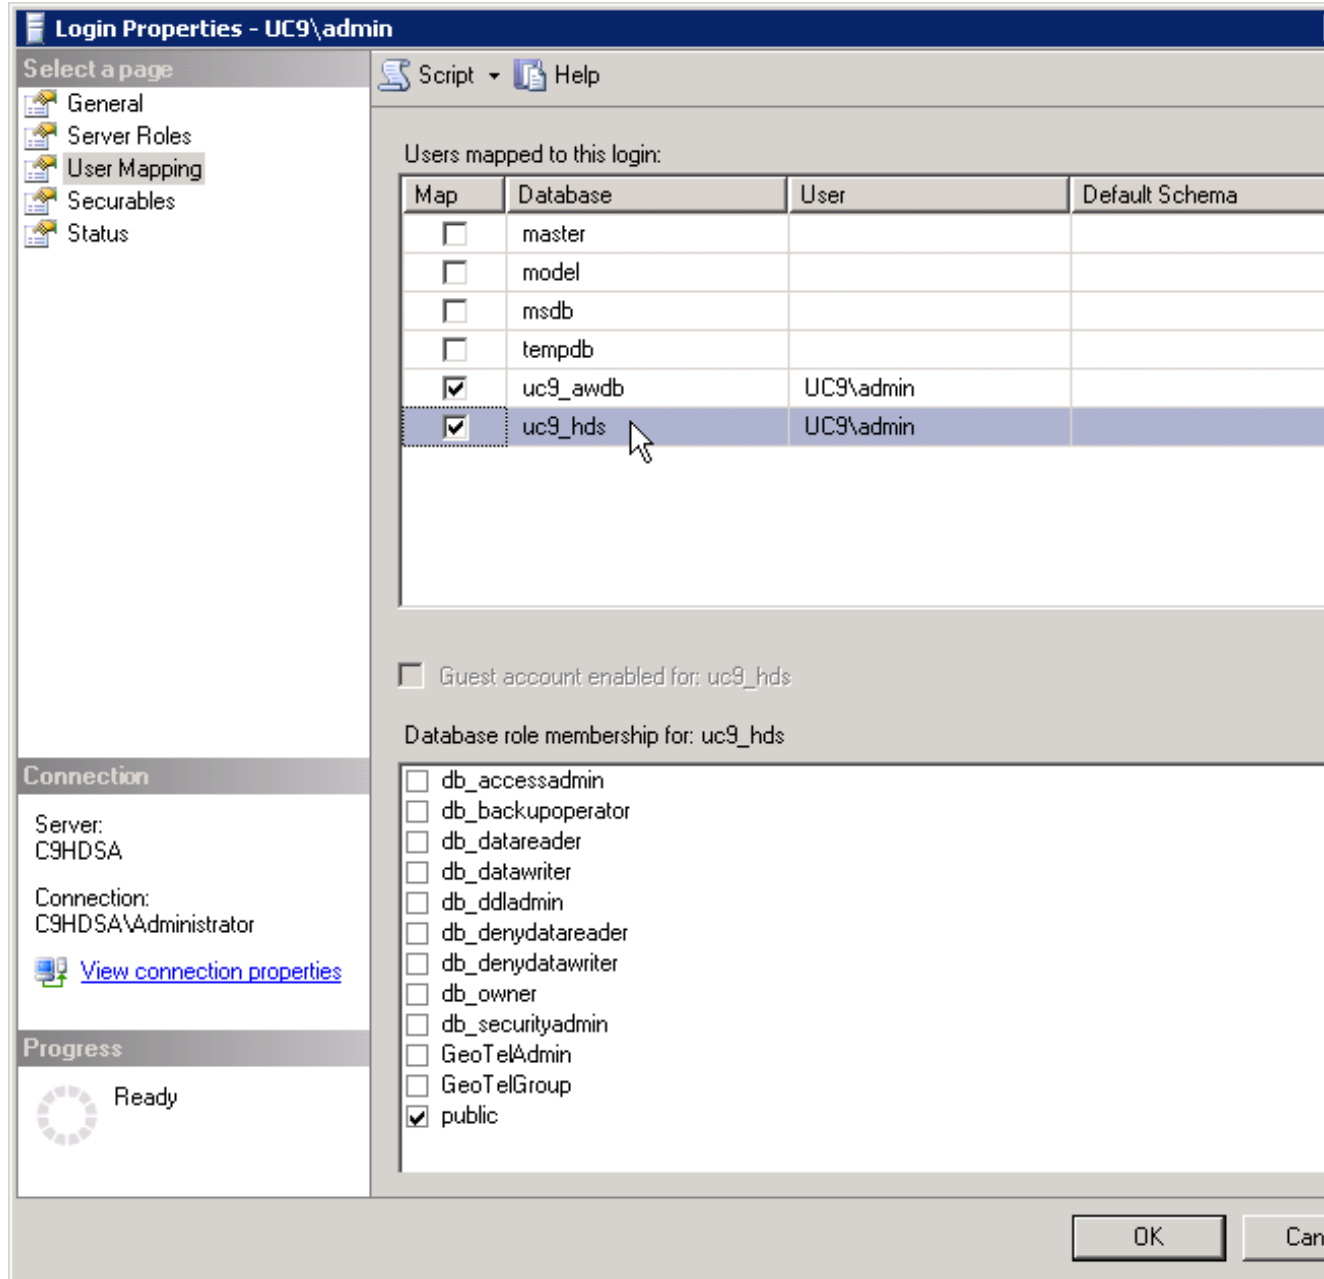 Login Properties - UC9\admin
Select a page
General
Server Roles
User Mapping
Securables
Status
Script Help
Users mapped to this login:
Map Database User Default Schema
master
model
msdb
tempdb
uc9_awdb UC9\admin
uc9_hds UC9\admin
Guest account enabled for: uc9_hds
Database role membership for: uc9_hds
db_accessadmin
db_backupoperator
db_datareader
db_datawriter
db_ddladmin
db_denydatareader
db_denydatawriter
db_owner
db_securityadmin
GeoTelAdmin
GeoTelGroup
public
Connection
Server:
C9HDSA
Connection:
C9HDSA\Administrator
View connection properties
Progress
Ready
OK Can